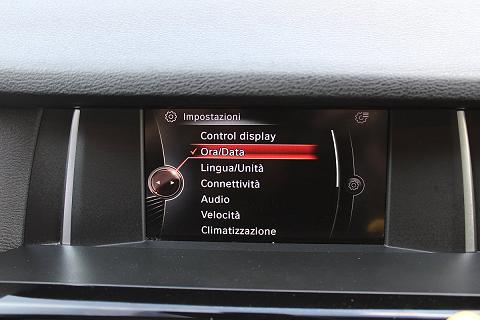 Impostazioni
Control display
Ora/Data
Lingua/Unità
Connettività
Audio
Velocità
Climatizzazione